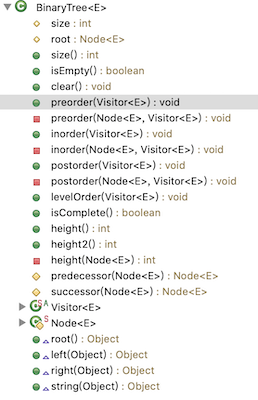 BinaryTree<E>
size : int
root : Node<E>
size() : int
isEmpty() : boolean
clear() : void
preorder(Visitor<E>) : void
preorder(Node<E>, Visitor<E>) : void
inorder(Visitor<E>) : void
inorder(Node<E>, Visitor<E>) : void
postorder(Visitor<E>) : void
postorder(Node<E>, Visitor<E>) : void
levelOrder(Visitor<E>) : void
isComplete() : boolean
height() : int
height2() : int
height(Node<E>) : int
predecessor(Node<E>) : Node<E>
successor(Node<E>) : Node<E>
Visitor<E>
Node<E>
root() : Object
left(Object) : Object
right(Object) : Object
string(Object) : Object